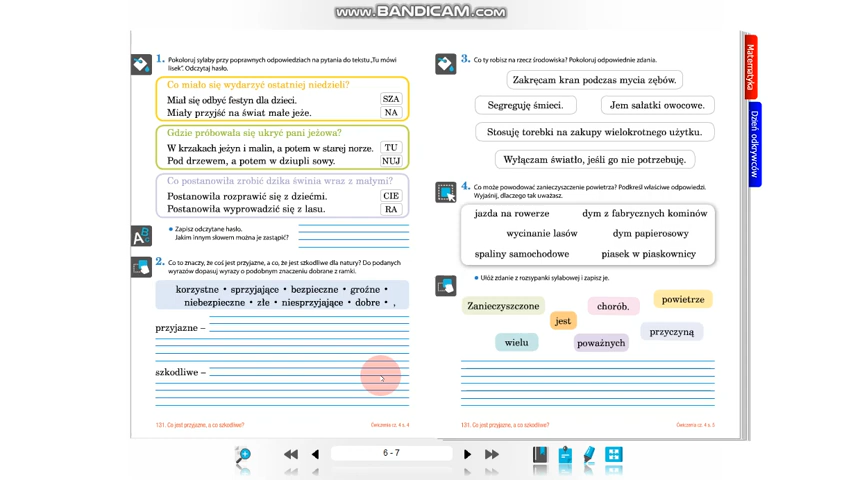 www.BANDICAM.com
1. Pokoloruj sylaby przy poprawnych odpowiedziach na pytania do tekstu „Tu mówi
lisek”. Odczytaj hasło.
Co miało się wydarzyć ostatniej niedzieli?
Miał się odbyć festyn dla dzieci. SZA
Miały przyjść na świat małe jeże. NA
Gdzie próbowała się ukryć pani jeżowa?
W krzakach jeżyn i malin, a potem w starej norze. TU
Pod drzewem, a potem w dziupli sowy. NUJ
Co postanowiła zrobić dzika świnia wraz z małymi?
Postanowiła rozprawić się z dziećmi. CIE
Postanowiła wyprowadzić się z lasu. RA
• Zapisz odczytane hasło.
Jakim innym słowem można je zastąpić?
2. Co to znaczy, że coś jest przyjazne, a co, że jest szkodliwe dla natury? Do podanych
wyrazów dopasuj wyrazy o podobnym znaczeniu dobrane z ramki.
korzystne • sprzyjające • bezpieczne • groźne •
niebezpieczne • złe • niesprzyjające • dobre • ,
przyjazne –
szkodliwe –
131. Co jest przyjazne, a co szkodliwe?
Ćwiczenia cz. 4 s. 4
3. Co ty robisz na rzecz środowiska? Pokoloruj odpowiednie zdania.
Zakręcam kran podczas mycia zębów.
Segreguję śmieci. Jem sałatki owocowe.
Stosuję torebki na zakupy wielokrotnego użytku.
Wyłączam światło, jeśli go nie potrzebuję.
4. Co może powodować zanieczyszczenie powietrza? Podkreśl właściwe odpowiedzi.
Wyjaśnij, dlaczego tak uważasz.
jazda na rowerze dym z fabrycznych kominów
wycinanie lasów dym papierosowy
spaliny samochodowe piasek w piaskownicy
• Ułóż zdanie z rozsypanki sylabowej i zapisz je.
Zanieczyszczone chorób. powietrze
jest
przyczyną
wielu poważnych
131. Co jest przyjazne, a co szkodliwe?
Ćwiczenia cz. 4 s. 5
Matematyka
Dzień odkrywców
6 - 7